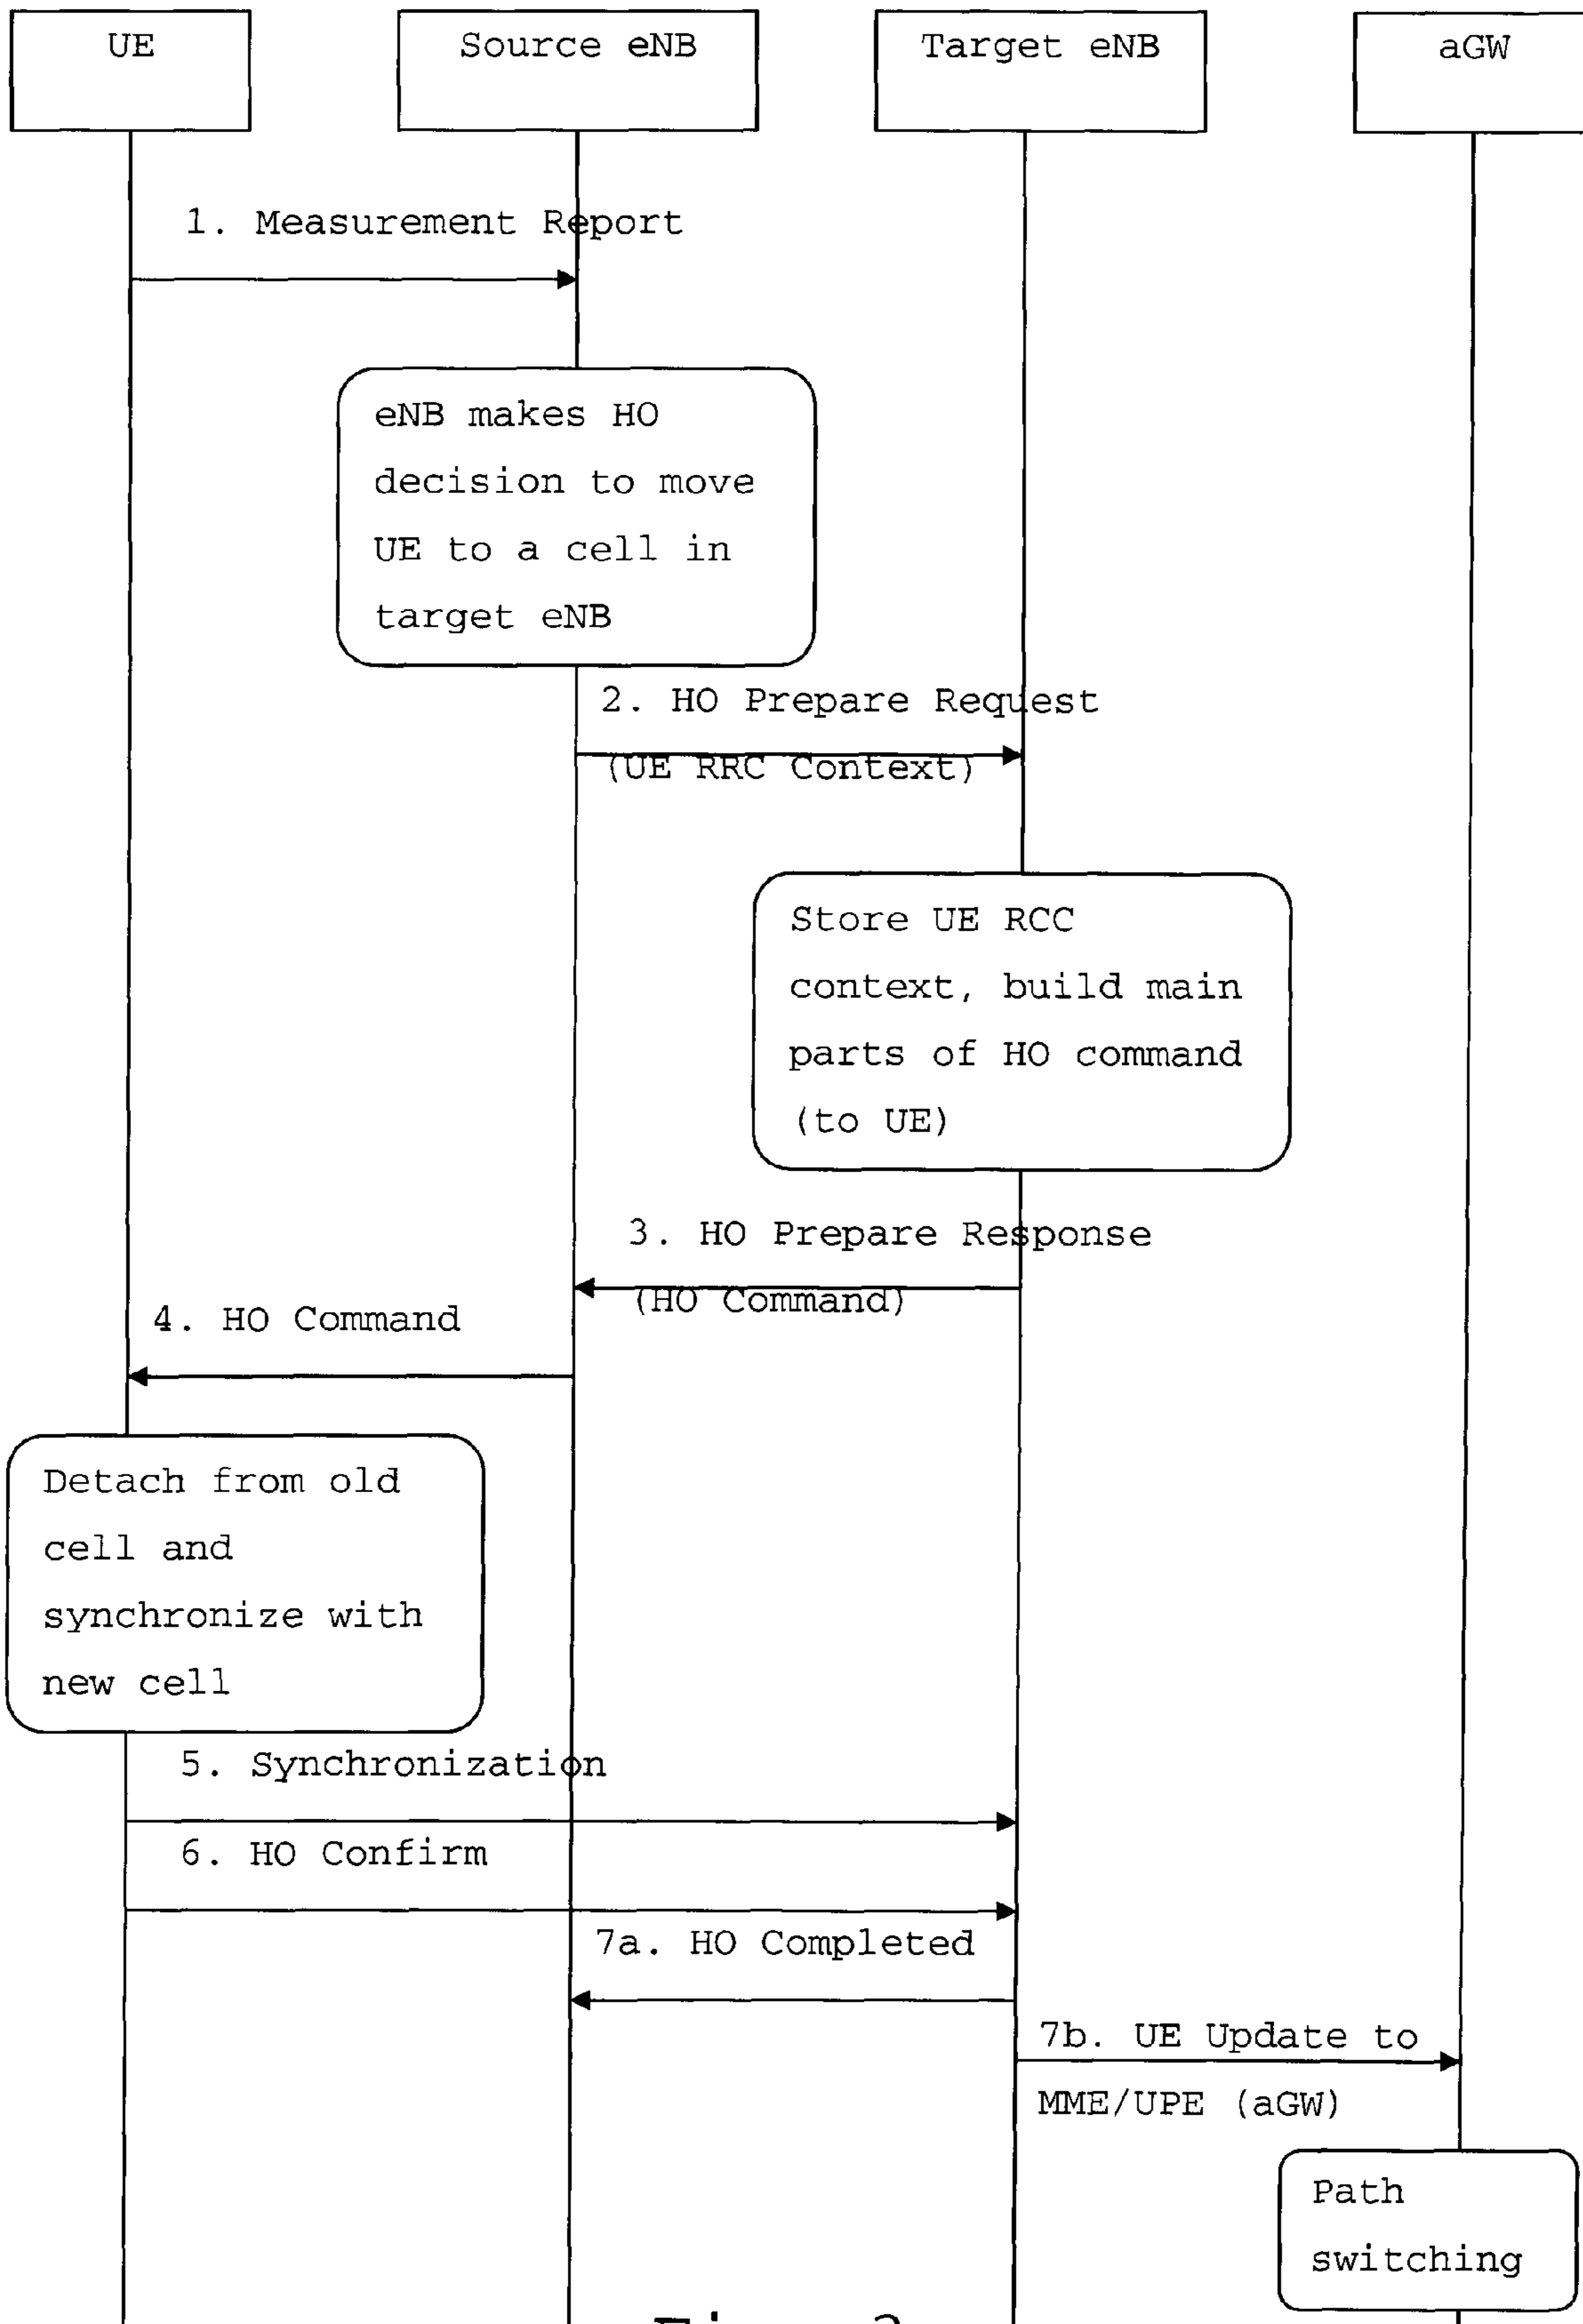 UE
Source eNB
Target eNB
aGW
1. Measurement Report
eNB makes HO
decision to move
UE to a cell in
target eNB
2. HO Prepare Request
(UE RRC Context)
Store UE RCC
context, build main
parts of HO command
(to UE)
3. HO Prepare Response
(HO Command)
4. HO Command
Detach from old
cell and
synchronize with
new cell
5. Synchronization
6. HO Confirm
7a. HO Completed
7b. UE Update to
MME/UPE (aGW)
Path
switching